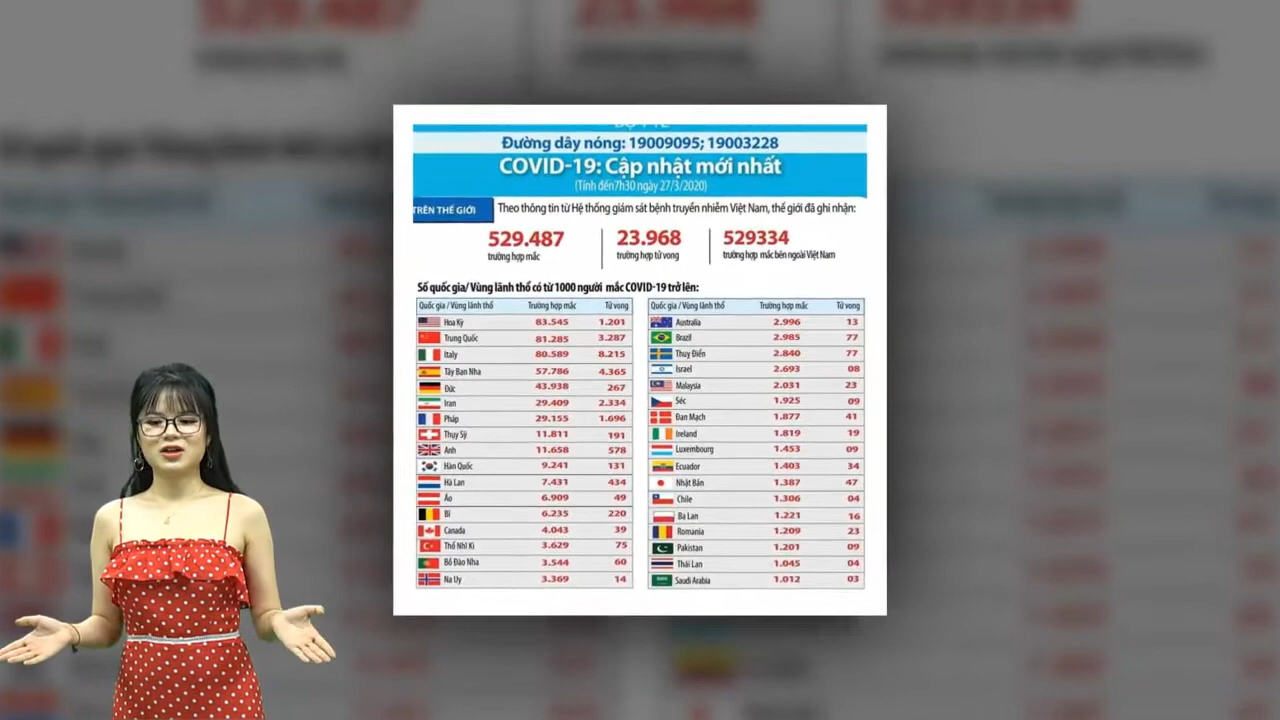 Đường dây nóng: 19009095; 19003228
COVID-19: Cập nhật mới nhất
(Tính đến7h30 ngày 27/3/2020)
TRÊN THẾ GIỚI
Theo thông tin từ Hệ thống giám sát bệnh truyền nhiễm Việt Nam, thế giới đã ghi nhận:
529.487 23.968 529334
trường hợp mắc trường hợp tử vong trường hợp mắc bên ngoài Việt Nam
Số quốc gia/ Vùng lãnh thổ có từ 1000 người mắc COVID-19 trở lên:
Quốc gia / Vùng lãnh thổ Trường hợp mắc Tử vong
Hoa Kỳ 83.545 1.201
Trung Quốc 81.285 3.287
Italy 80.589 8.215
Tây Ban Nha 57.786 4.365
Đức 43.938 267
Iran 29.409 2.334
Pháp 29.155 1.696
Thụy Sỹ 11.811 191
Anh 11.658 578
Hàn Quốc 9.241 131
Hà Lan 7.431 434
Áo 6.909 49
Bỉ 6.235 220
Canada 4.043 39
Thổ Nhĩ Kì 3.629 75
Bồ Đào Nha 3.544 60
Na Uy 3.369 14
Quốc gia / Vùng lãnh thổ Trường hợp mắc Tử vong
Australia 2.996 13
Brazil 2.985 77
Thuỵ Điển 2.840 77
Israel 2.693 08
Malaysia 2.031 23
Séc 1.925 09
Đan Mạch 1.877 41
Ireland 1.819 19
Luxembourg 1.453 09
Ecuador 1.403 34
Nhật Bản 1.387 47
Chile 1.306 04
Ba Lan 1.221 16
Romania 1.209 23
Pakistan 1.201 09
Thái Lan 1.045 04
Saudi Arabia 1.012 03